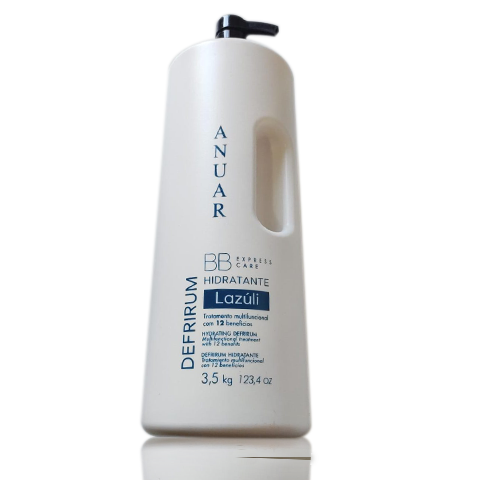 ANUAR
DEFRIRUM
BB EXPRESS CARE
HIDRATANTE
Lazúli
Tratamento multifuncional
com 12 benefícios
HYDRATING DEFRIRUM
Multifunctional treatment
with 12 benefits
DEFRIRUM HIDRATANTE
Tratamiento multifuncional
con 12 beneficios
3,5 kg 123,4 oz